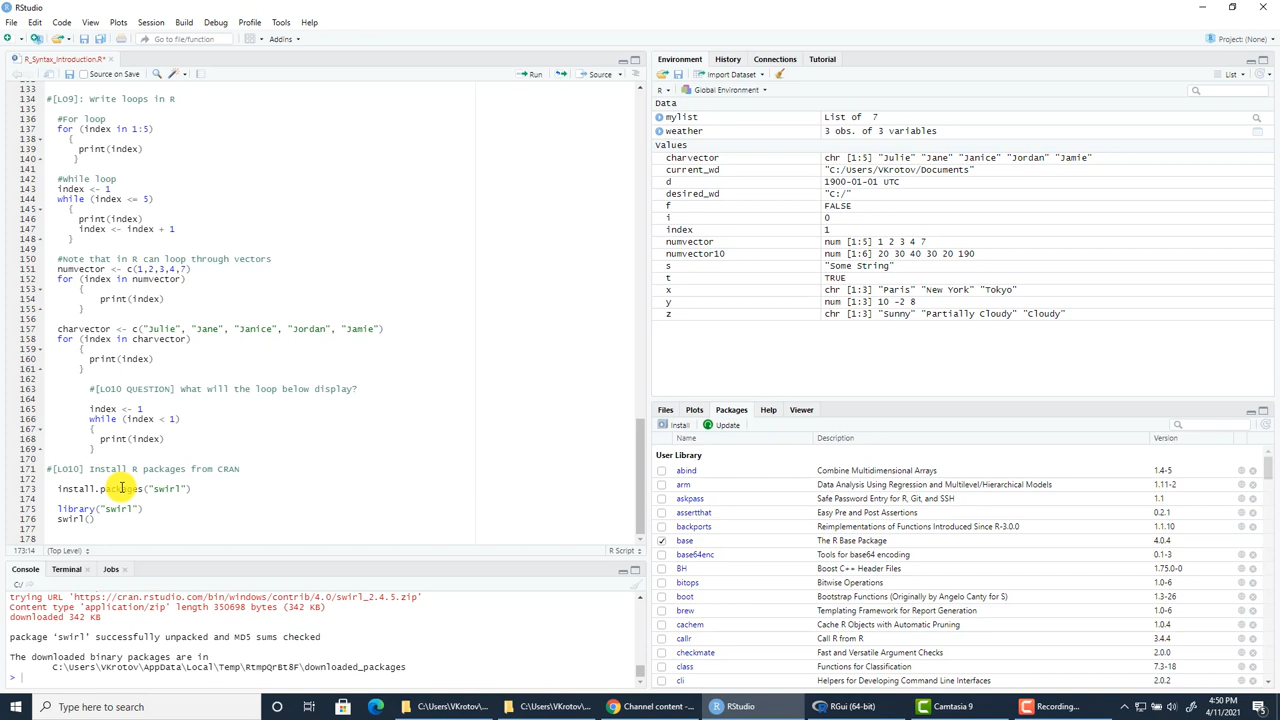 RStudio
File Edit Code View Plots Session Build Debug Profile Tools Help
Go to file/function Addins Project: (None)
R_Syntax_Introduction.R*
Source on Save Run Source
133
134 #[LO9]: Write loops in R
135
136 #For loop
137 for (index in 1:5)
138 {
139 print(index)
140 }
141
142 #While loop
143 index <- 1
144 while (index <= 5)
145 {
146 print(index)
147 index <- index + 1
148 }
149
150 #Note that in R can loop through vectors
151 numvector <- c(1,2,3,4,7)
152 for (index in numvector)
153 {
154 print(index)
155 }
156
157 charvector <- c("Julie", "Jane", "Janice", "Jordan", "Jamie")
158 for (index in charvector)
159 {
160 print(index)
161 }
162
163 #[LO10 QUESTION] What will the loop below display?
164
165 index <- 1
166 while (index < 1)
167 {
168 print(index)
169 }
170
171 #[LO10] Install R packages from CRAN
172
173 install.packages("swirl")
174
175 library("swirl")
176 swirl()
177
178
173:14 (Top Level) R Script
Console Terminal Jobs
C:/
trying URL 'https://cran.rstudio.com/bin/windows/contrib/4.0/swirl_2.4.5.zip'
Content type 'application/zip' length 350698 bytes (342 KB)
downloaded 342 KB
package ‘swirl’ successfully unpacked and MD5 sums checked
The downloaded binary packages are in
C:\Users\VKrotov\AppData\Local\Temp\RtmpQrBt8F\downloaded_packages
>
Environment History Connections Tutorial
Import Dataset List
R Global Environment
Data
mylist List of 7
weather 3 obs. of 3 variables
Values
charvector chr [1:5] "Julie" "Jane" "Janice" "Jordan" "Jamie"
current_wd "C:/Users/VKrotov/Documents"
d 1900-01-01 UTC
desired_wd "C:/"
f FALSE
i 0
index 1
numvector num [1:5] 1 2 3 4 7
numvector10 num [1:6] 20 30 40 30 20 190
s "Some String"
t TRUE
x chr [1:3] "Paris" "New York" "Tokyo"
y num [1:3] 10 -2 8
z chr [1:3] "Sunny" "Partially Cloudy" "Cloudy"
Files Plots Packages Help Viewer
Install Update
Name Description Version
User Library
abind Combine Multidimensional Arrays 1.4-5
arm Data Analysis Using Regression and Multilevel/Hierarchical Models 1.11-2
askpass Safe Password Entry for R, Git, and SSH 1.1
assertthat Easy Pre and Post Assertions 0.2.1
backports Reimplementations of Functions Introduced Since R-3.0.0 1.1.10
base The R Base Package 4.0.4
base64enc Tools for base64 encoding 0.1-3
BH Boost C++ Header Files 1.75.0-0
bitops Bitwise Operations 1.0-6
boot Bootstrap Functions (Originally by Angelo Canty for S) 1.3-26
brew Templating Framework for Report Generation 1.0-6
cachem Cache R Objects with Automatic Pruning 1.0.4
callr Call R from R 3.4.4
checkmate Fast and Versatile Argument Checks 2.0.0
class Functions for Classification 7.3-18
cli Helpers for Developing Command Line Interfaces 2.0.2
Type here to search C:\Users\VKrotov\... C:\Users\VKrotov\... Channel content -... RStudio RGui (64-bit) Camtasia 9 Recording... 4:50 PM
4/11/2021